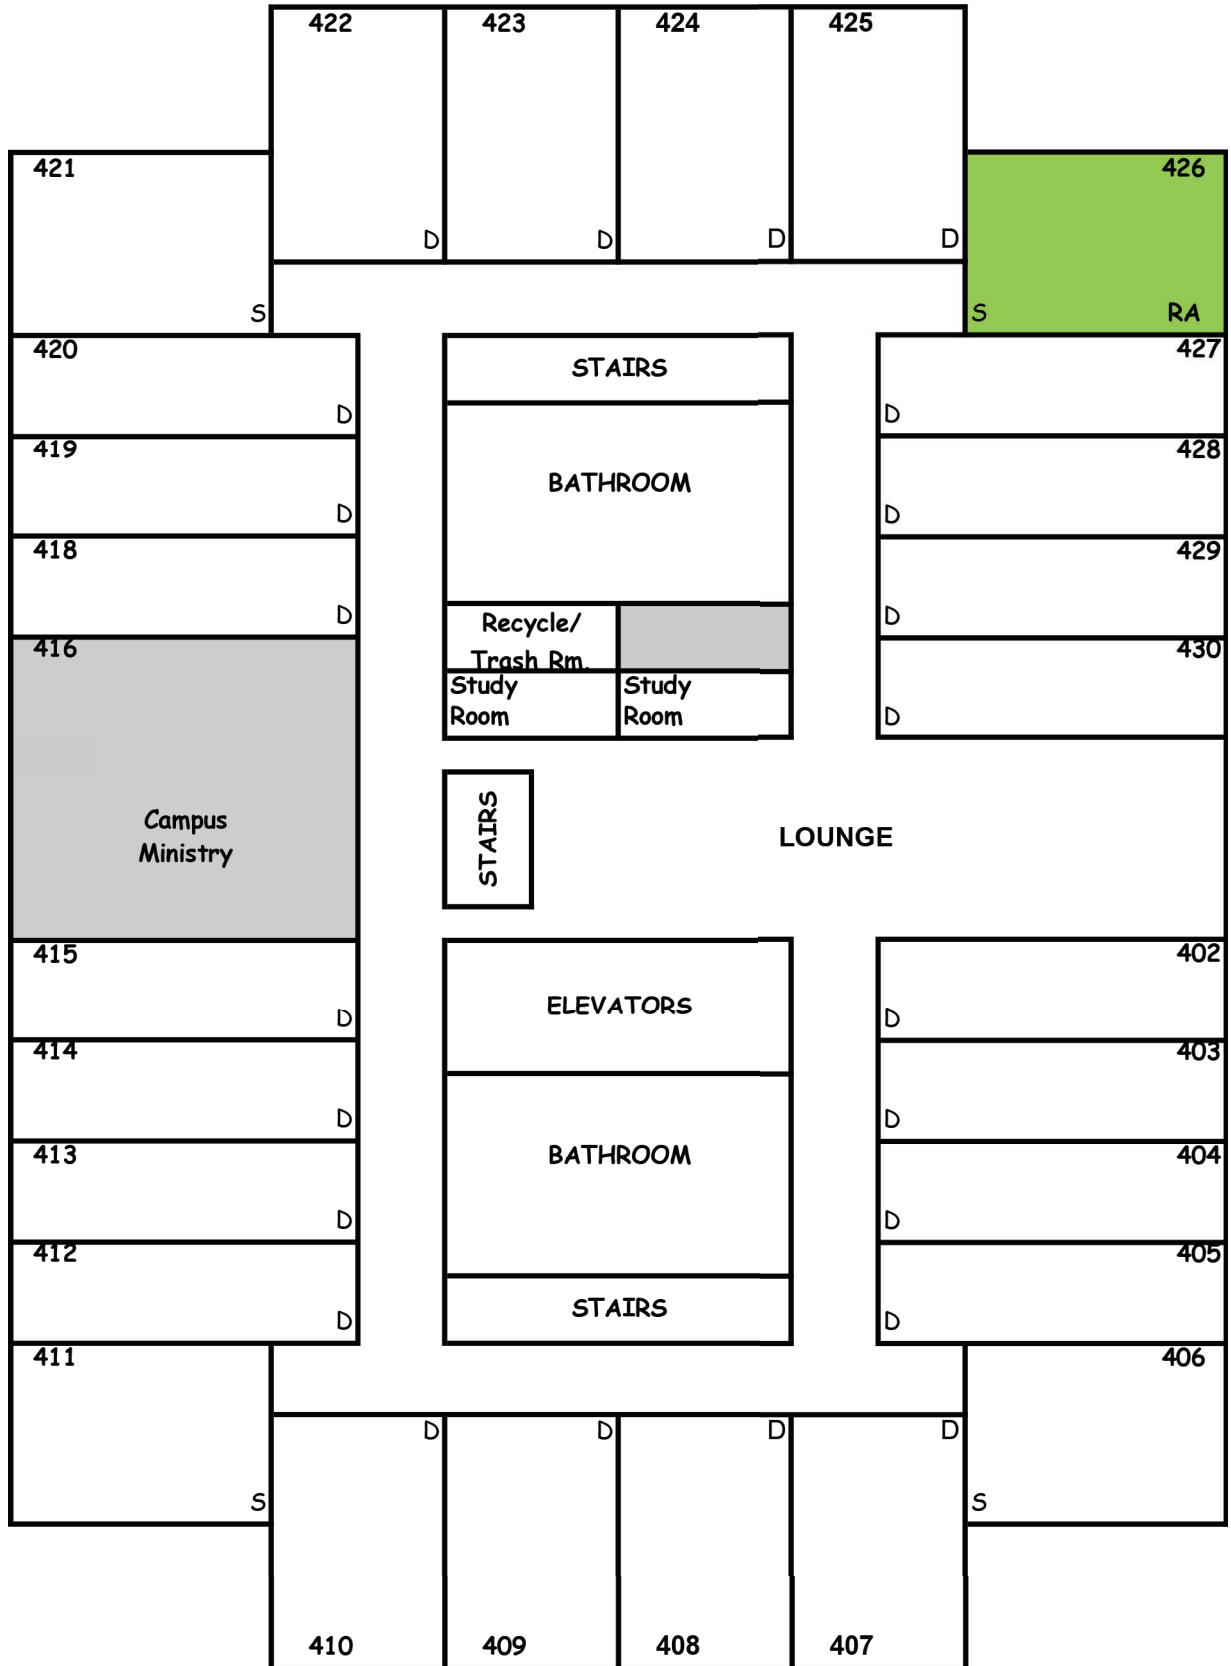 422 423 424 425
421 426
D D D D
S S RA
420 STAIRS 427
D D
419 428
BATHROOM
D D
418 429
D Recycle/ D
Trash Rm.
416 430
Study Study
Room Room D
Campus STAIRS LOUNGE
Ministry
415 402
ELEVATORS
D D
414 403
D D
413 BATHROOM 404
D D
412 405
STAIRS
D D
411 406
D D D D
S S
410 409 408 407